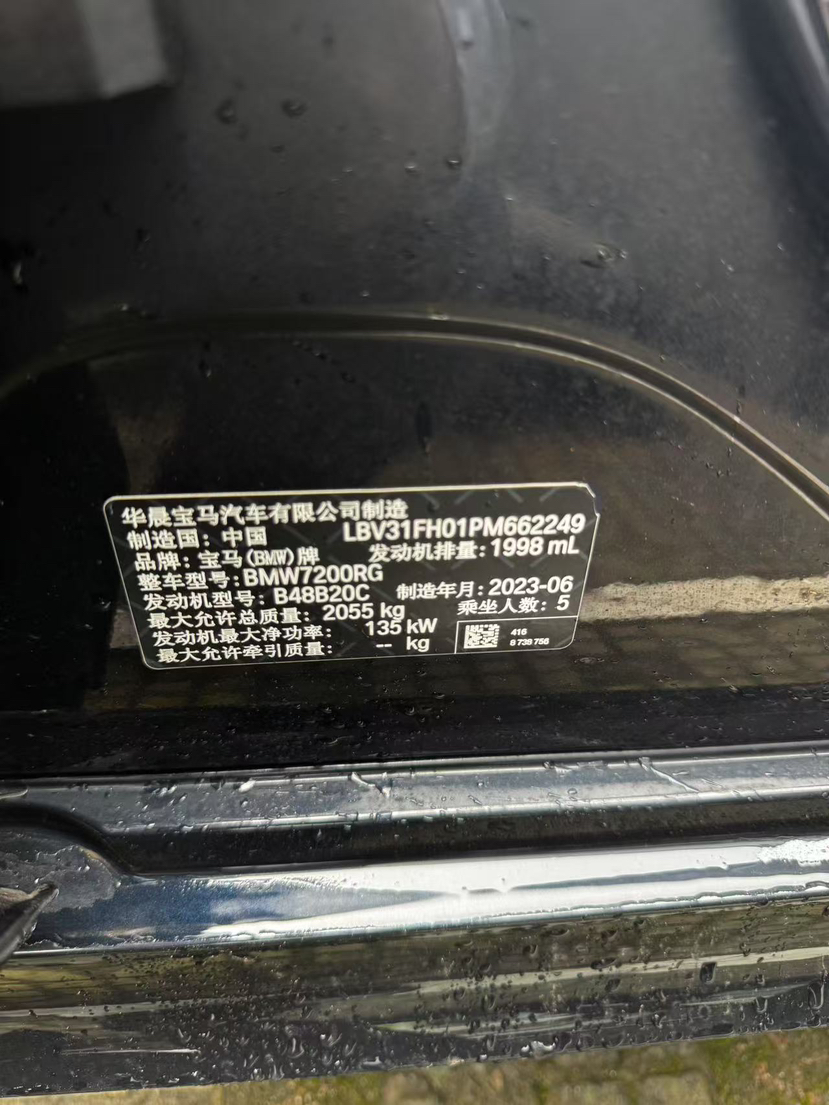 华晨宝马汽车有限公司制造
制造国: 中国 LBV31FH01PM662249
品牌: 宝马(BMW)牌 发动机排量: 1998 mL
整车型号: BMW7200RG
发动机型号: B48B20C 制造年月: 2023-06
最大允许总质量: 2055 kg 乘坐人数: 5
发动机最大净功率: 135 kW
最大允许牵引质量: -- kg
416
8 739 756